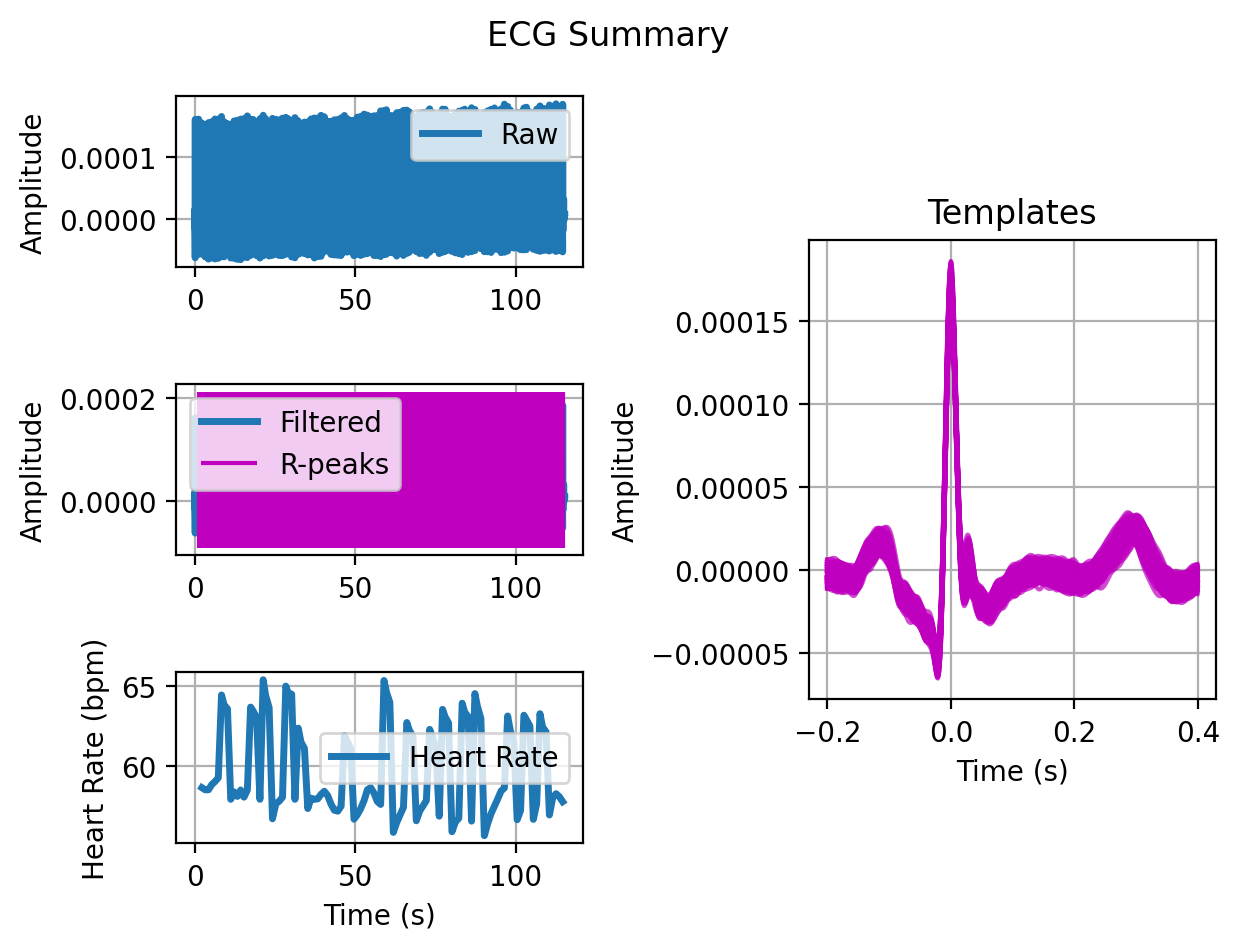 ECG Summary
Amplitude
0.0001
0.0000
Raw
0
50
100
Amplitude
0.0002
0.0000
Filtered
R-peaks
0
50
100
Heart Rate (bpm)
65
60
Heart Rate
0
50
100
Time (s)
Templates
Amplitude
0.00015
0.00010
0.00005
0.00000
−0.00005
−0.2
0.0
0.2
0.4
Time (s)